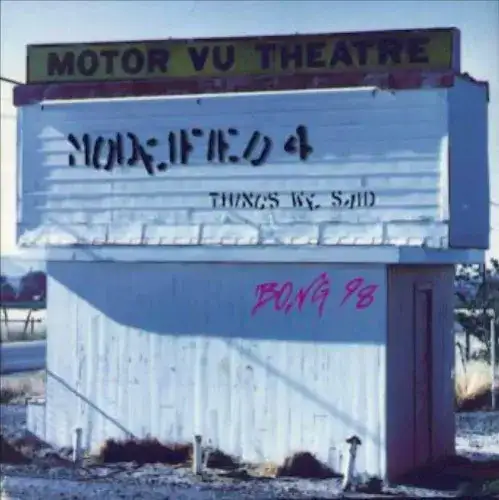 MOTOR VU THEATRE
MODIFIED 4
THINGS WE SAID
BONG 98